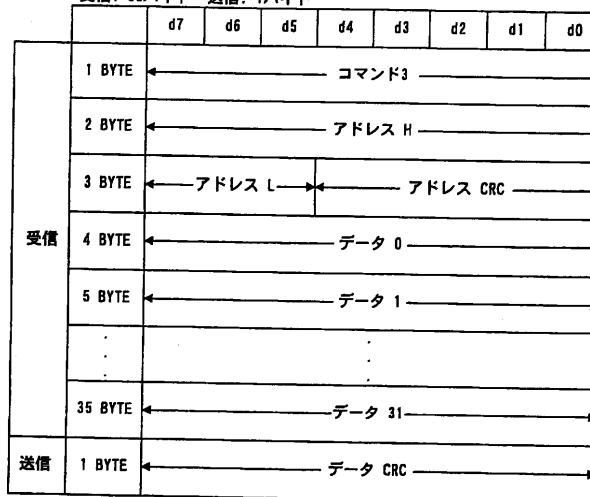 d7 d6 d5 d4 d3 d2 d1 d0
受信
1 BYTE コマンド3
2 BYTE アドレス H
3 BYTE アドレス L アドレス CRC
4 BYTE データ 0
5 BYTE データ 1
35 BYTE データ 31
送信 1 BYTE データ CRC